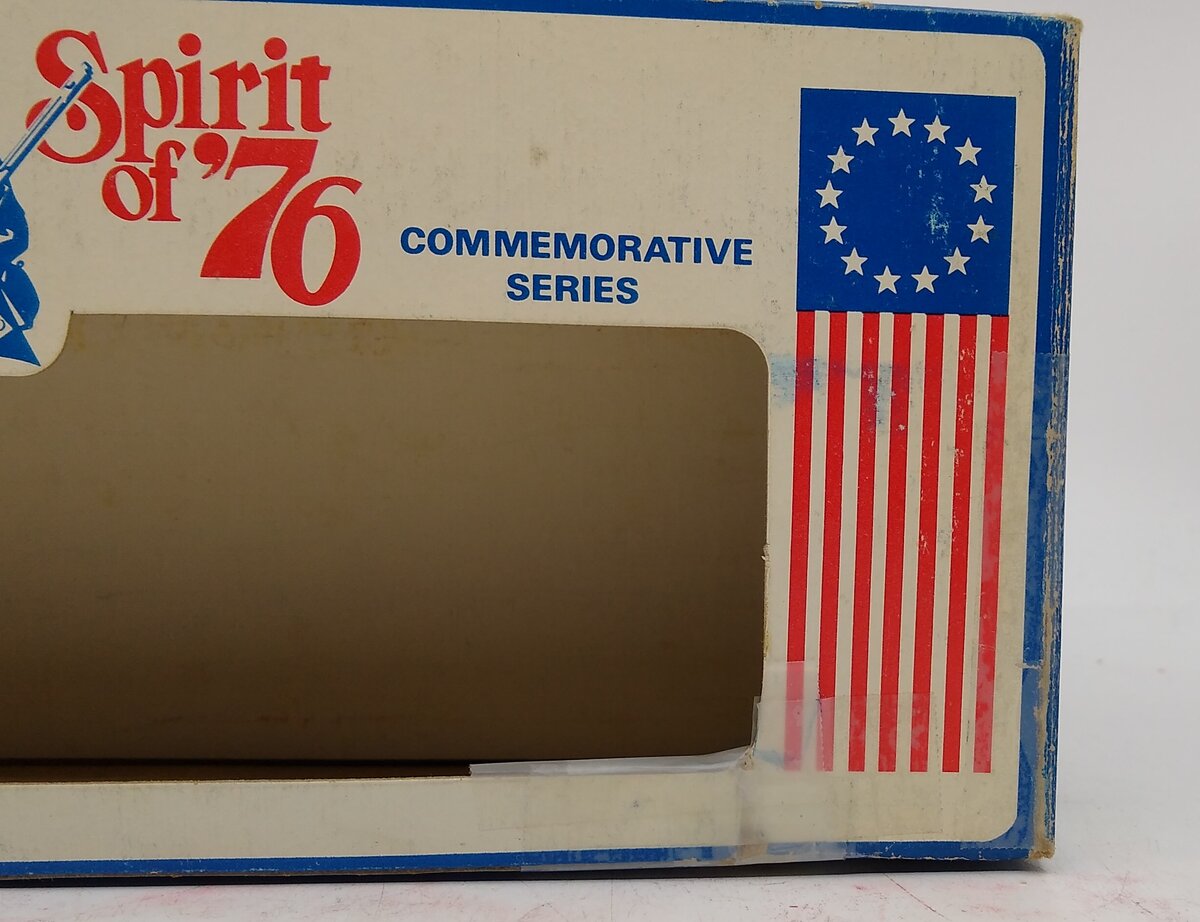 Spirit
of '76
COMMEMORATIVE
SERIES